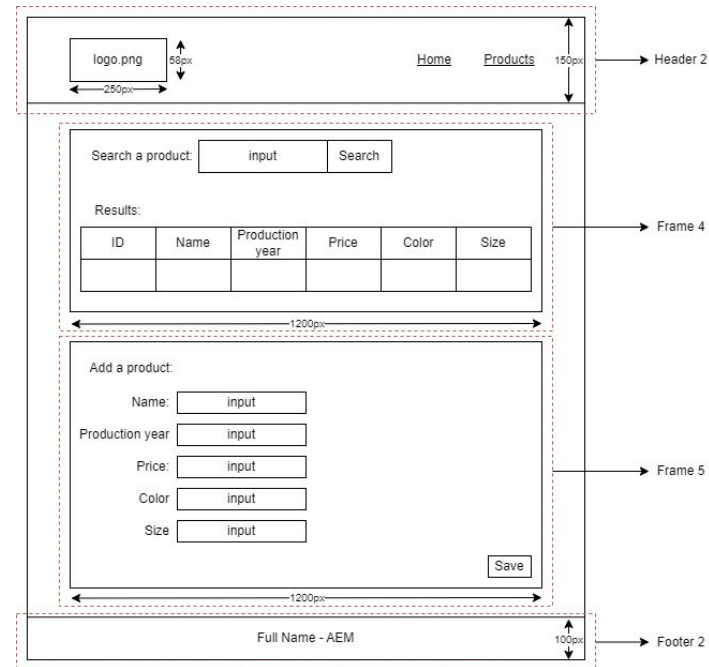 logo.png
58px
250px
Home
Products
150px
Header 2
Search a product:
input
Search
Results:
ID
Name
Production
year
Price
Color
Size
1200px
Frame 4
Add a product:
Name:
input
Production year
input
Price:
input
Color
input
Size
input
Save
1200px
Frame 5
Full Name - AEM
100px
Footer 2